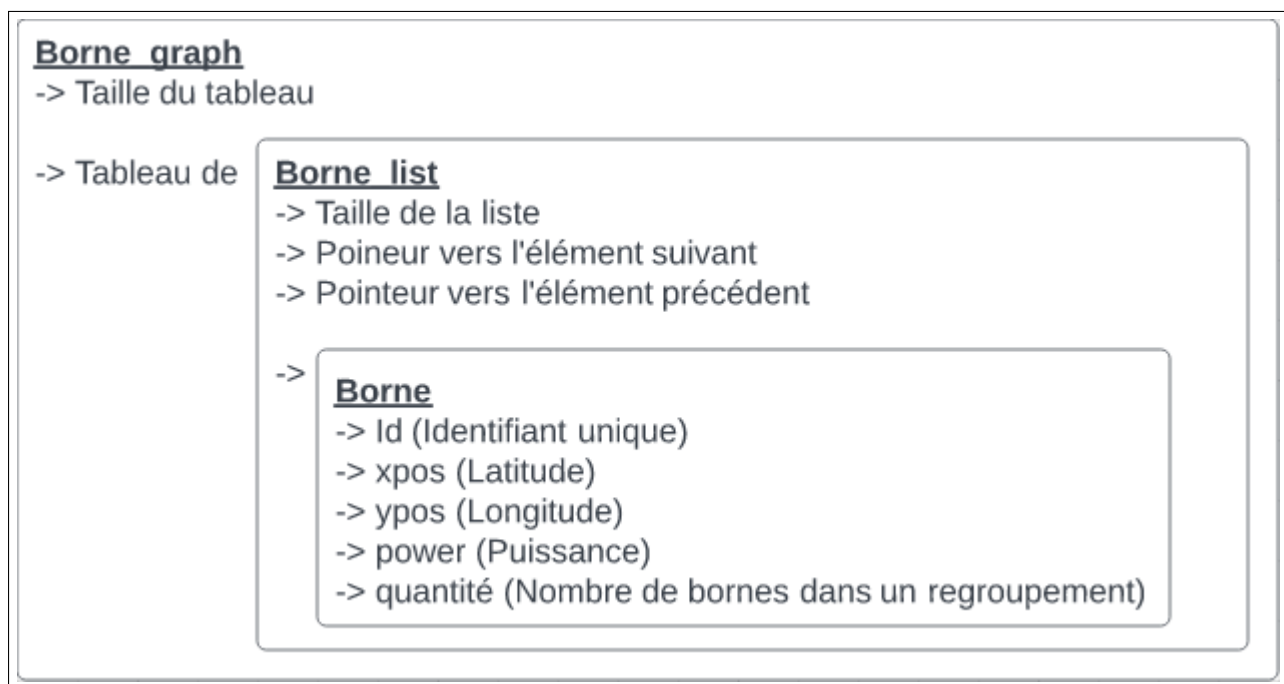 Borne_graph
-> Taille du tableau
-> Tableau de
Borne_list
-> Taille de la liste
-> Poineur vers l'élément suivant
-> Pointeur vers l'élément précédent
->
Borne
-> Id (Identifiant unique)
-> xpos (Latitude)
-> ypos (Longitude)
-> power (Puissance)
-> quantité (Nombre de bornes dans un regroupement)